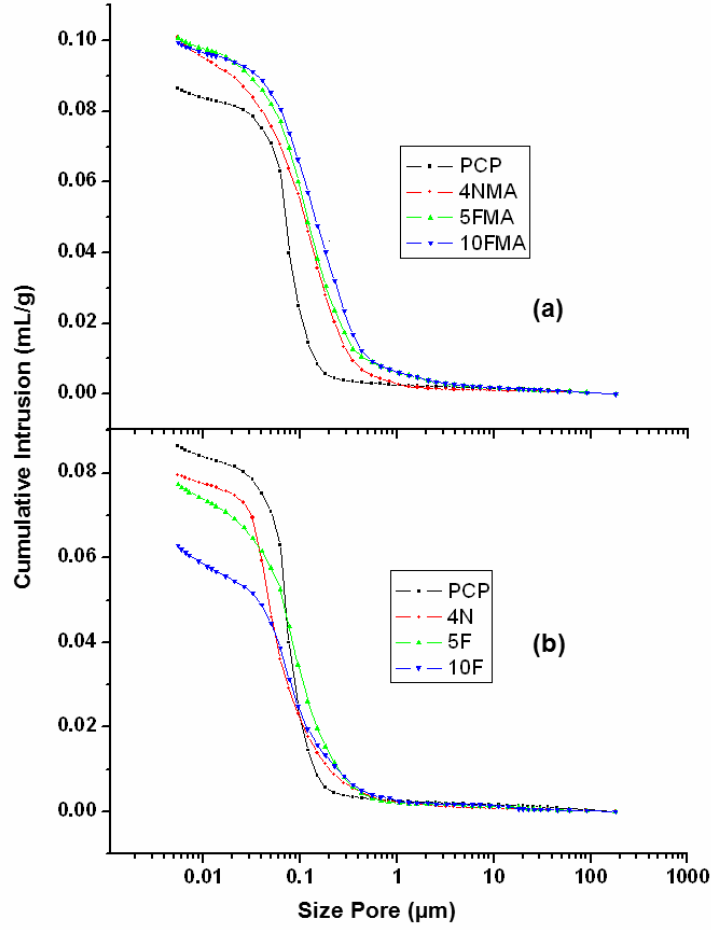 0.10
0.08
0.06
0.04
0.02
0.00
PCP
4NMA
5FMA
10FMA
(a)
0.08
0.06
0.04
0.02
0.00
PCP
4N
5F
10F
(b)
Cumulative Intrusion (mL/g)
0.01 0.1 1 10 100 1000
Size Pore (µm)